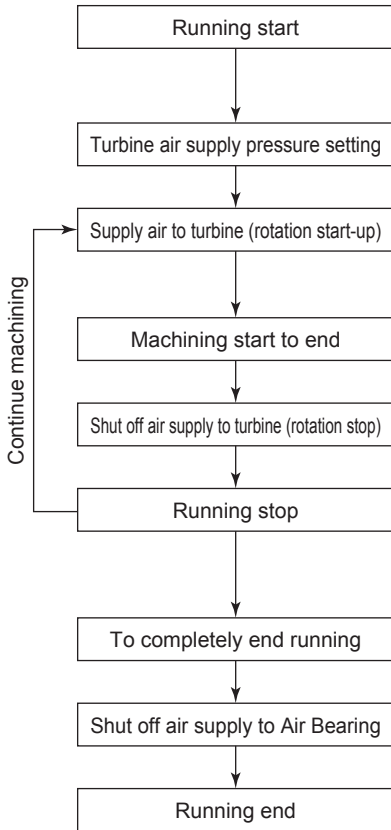 Running start
Turbine air supply pressure setting
Supply air to turbine (rotation start-up)
Continue machining
Machining start to end
Shut off air supply to turbine (rotation stop)
Running stop
To completely end running
Shut off air supply to Air Bearing
Running end